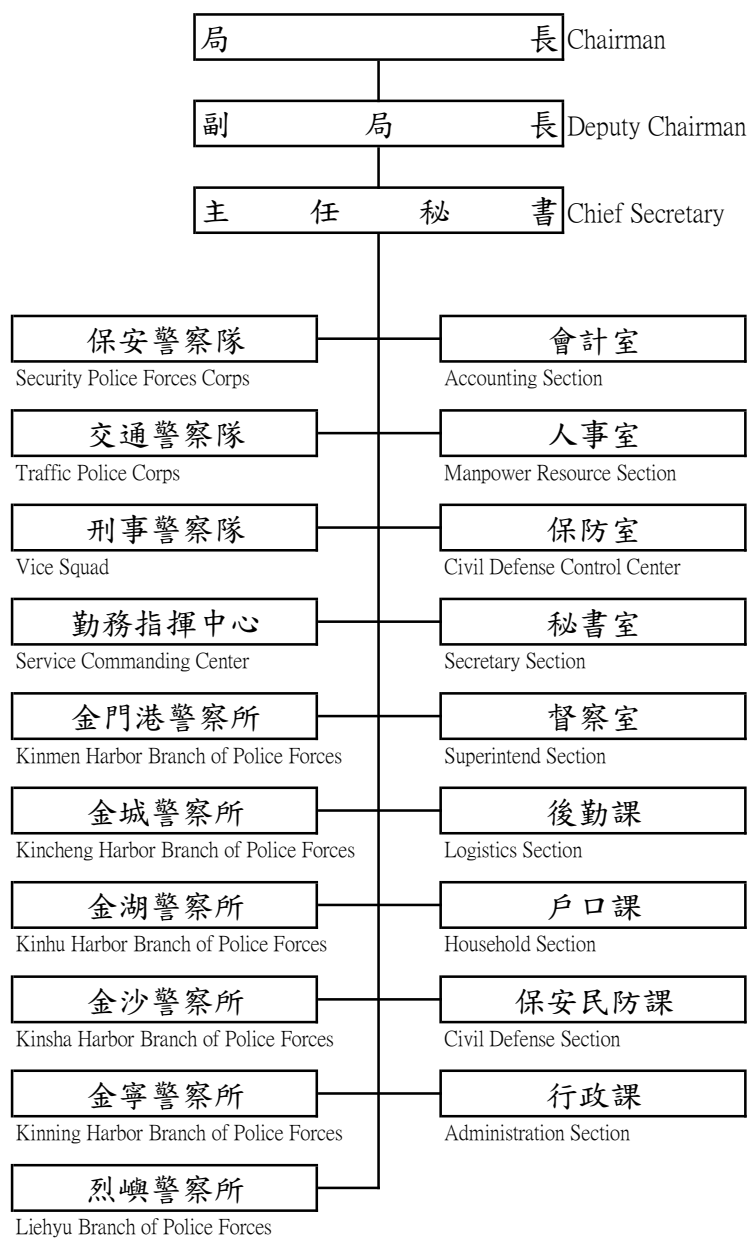 局長 Chairman
副局長 Deputy Chairman
主任秘書 Chief Secretary
保安警察隊
Security Police Forces Corps
會計室
Accounting Section
交通警察隊
Traffic Police Corps
人事室
Manpower Resource Section
刑事警察隊
Vice Squad
保防室
Civil Defense Control Center
勤務指揮中心
Service Commanding Center
秘書室
Secretary Section
金門港警察所
Kinmen Harbor Branch of Police Forces
督察室
Superintend Section
金城警察所
Kincheng Harbor Branch of Police Forces
後勤課
Logistics Section
金湖警察所
Kinhu Harbor Branch of Police Forces
戶口課
Household Section
金沙警察所
Kinsha Harbor Branch of Police Forces
保安民防課
Civil Defense Section
金寧警察所
Kinning Harbor Branch of Police Forces
行政課
Administration Section
烈嶼警察所
Liehyu Branch of Police Forces